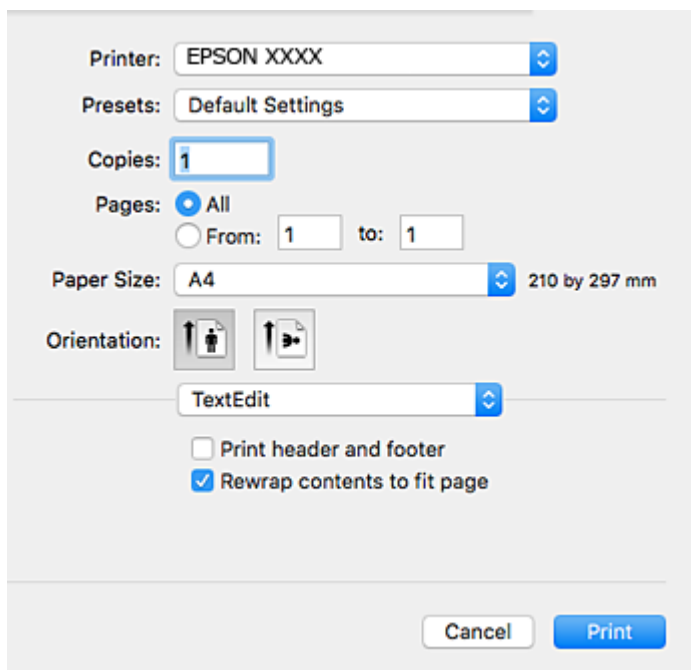 Printer: EPSON XXXX
Presets: Default Settings
Copies: 1
Pages: All
From: 1 to: 1
Paper Size: A4 210 by 297 mm
Orientation:
TextEdit
Print header and footer
Rewrap contents to fit page
Cancel Print